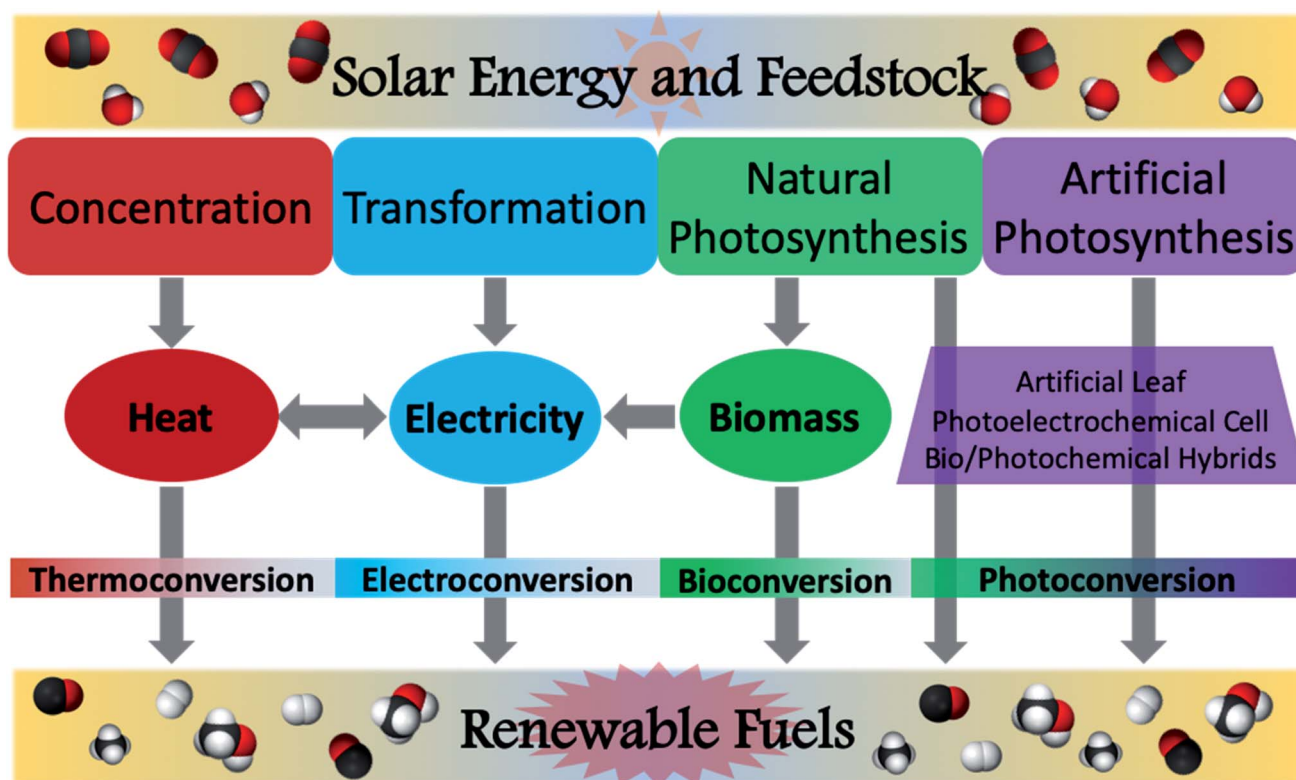 Solar Energy and Feedstock
Concentration
Transformation
Natural
Photosynthesis
Artificial
Photosynthesis
Heat
Electricity
Biomass
Artificial Leaf
Photoelectrochemical Cell
Bio/Photochemical Hybrids
Thermoconversion
Electroconversion
Bioconversion
Photoconversion
Renewable Fuels